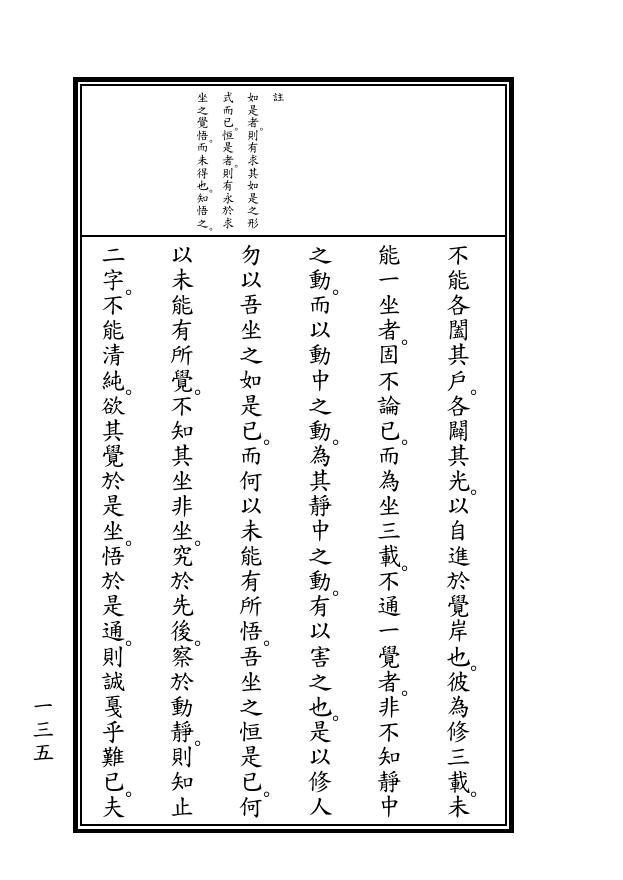 註
如是者。則有求其如是之形
式而已。恒是者。則有永於求
坐之覺悟。而未得也。知悟之。
不能各闔其戶。各闢其光。以自進於覺岸也。彼為修三載。未
能一坐者。固不論已。而為坐三載。不通一覺者。非不知靜中
之動。而以動中之動。為其靜中之動。有以害之也。是以修人
勿以吾坐之如是已。而何以未能有所悟。吾坐之恒是已。何
以未能有所覺。不知其坐非坐。究於先後。察於動靜。則知止
二字。不能清純。欲其覺於是坐。悟於是通。則誠戛乎難已。夫
一三五